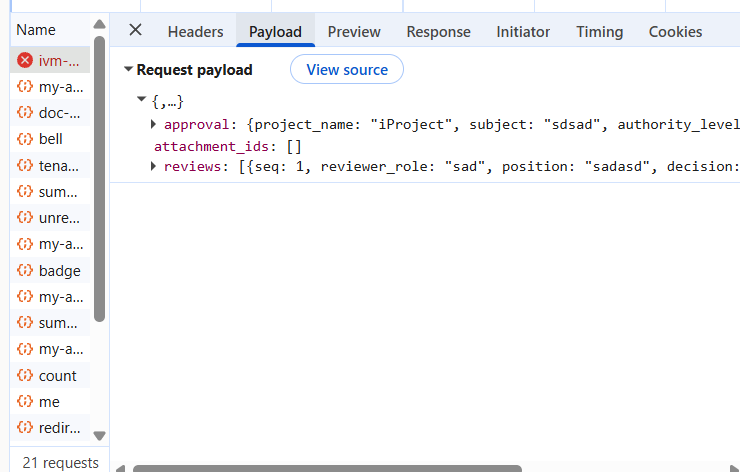 Name
Headers Payload Preview Response Initiator Timing Cookies
ivm-...
my-a...
doc-...
bell
tena...
sum...
unre...
my-a...
badge
my-a...
sum...
my-a...
count
me
redir...
21 requests
Request payload View source
{,…}
approval: {project_name: "iProject", subject: "sdsad", authority_level
attachment_ids: []
reviews: [{seq: 1, reviewer_role: "sad", position: "sadasd", decision: